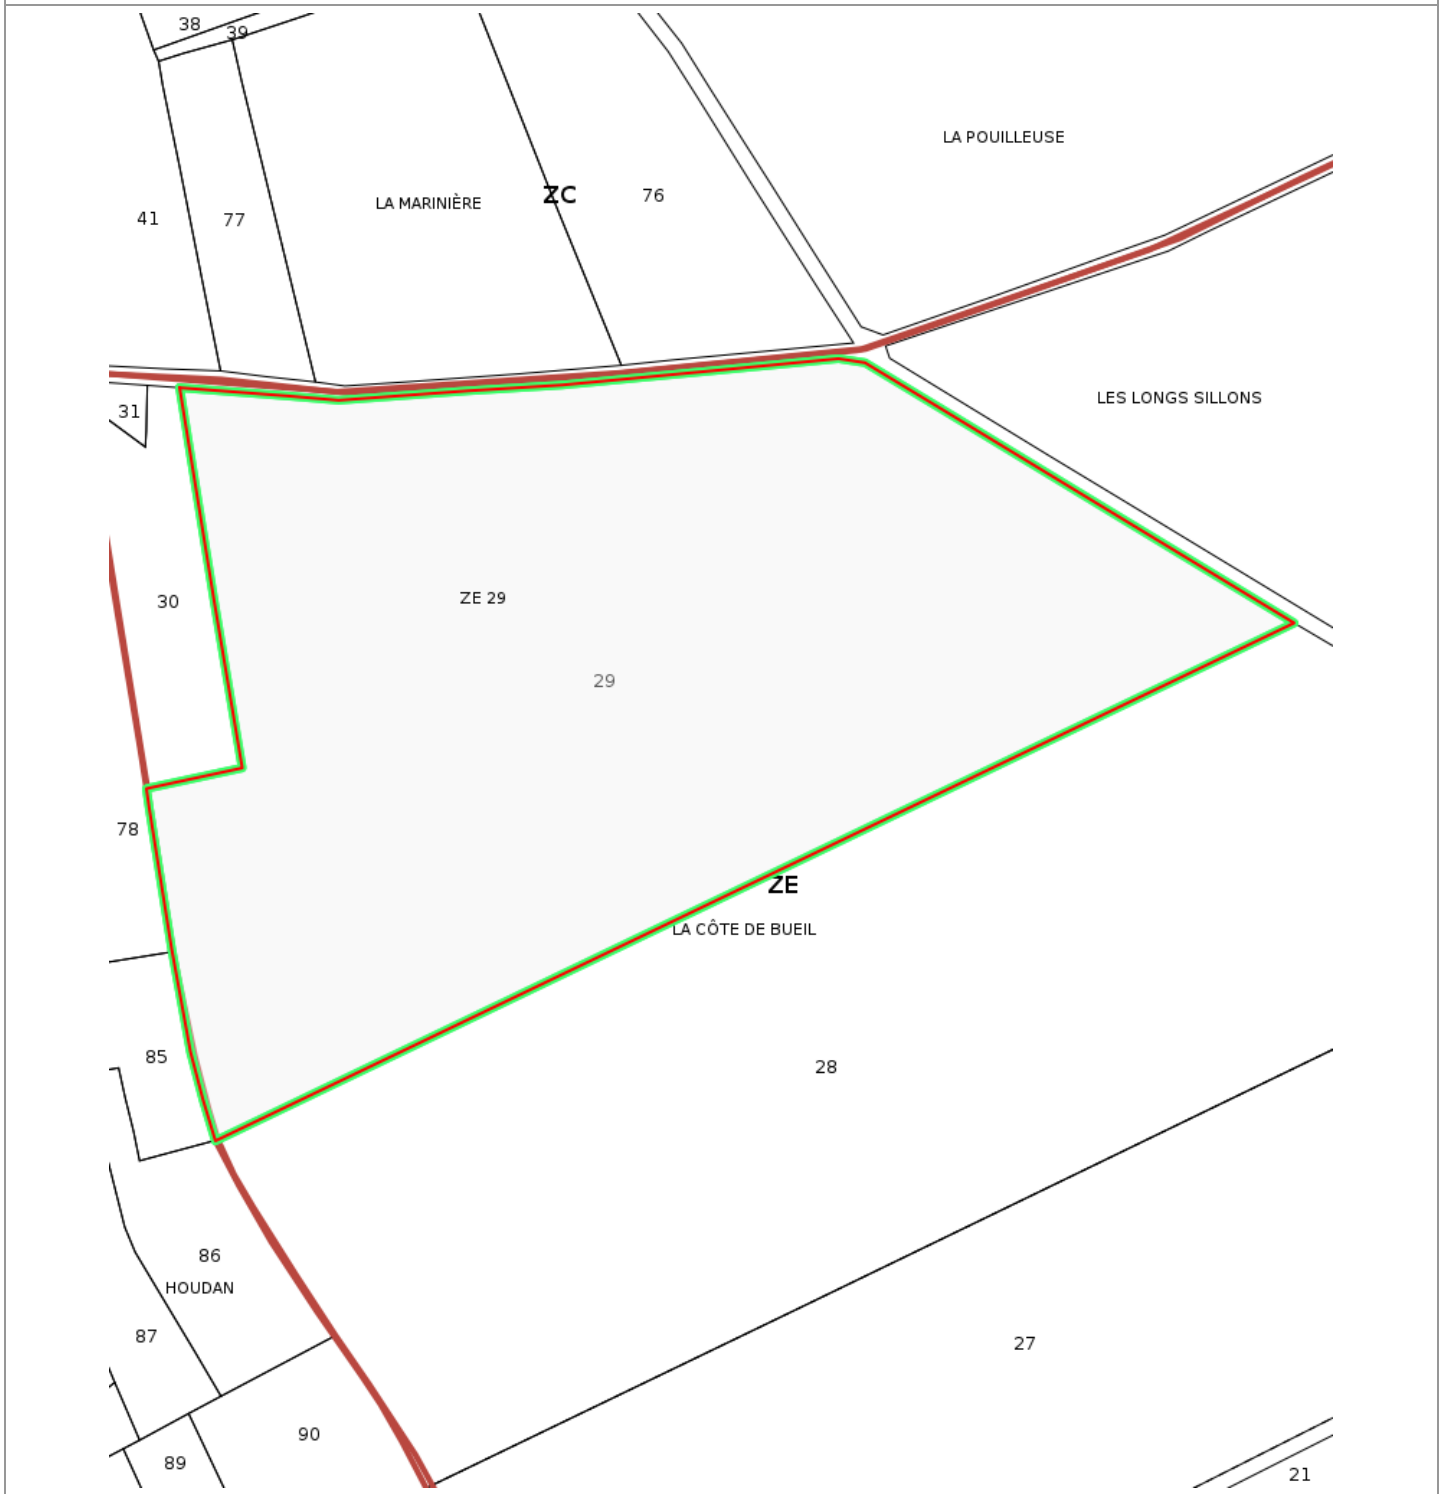 38
39
LA POUILLEUSE
ZC
76
LA MARINIÈRE
41
77
LES LONGS SILLONS
31
ZE 29
30
29
78
ZE
LA CÔTE DE BUEIL
85
28
86
HOUDAN
87
27
90
89
21